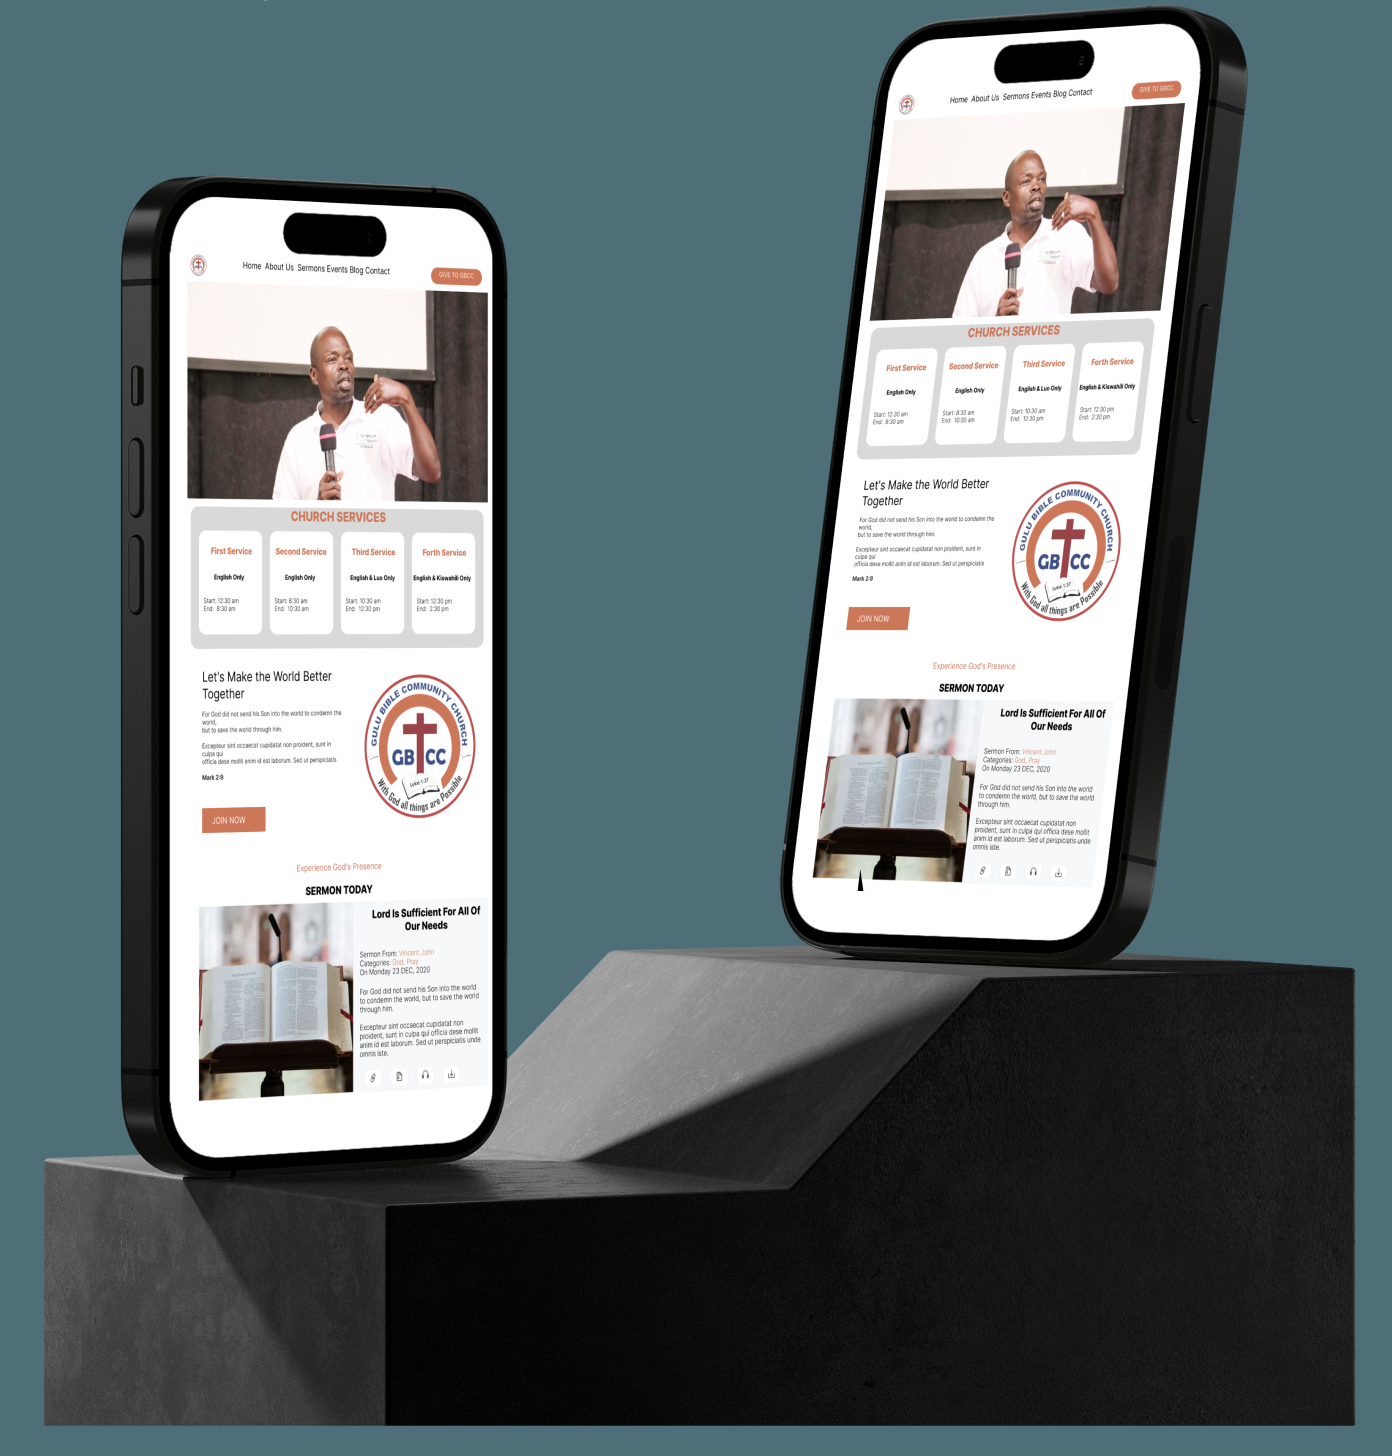 Home About Us Sermons Events Blog Contact
GIVE TO GBCC
CHURCH SERVICES
First Service
English Only
Start: 12:30 am
End: 8:30 am
Second Service
English Only
Start: 8:30 am
End: 10:30 am
Third Service
English & Luo Only
Start: 10:30 am
End: 12:30 pm
Forth Service
English & Kiswahili Only
Start: 12:30 pm
End: 2:30 pm
Let's Make the World Better
Together
For God did not send his Son into the world to condemn the
world,
but to save the world through him.
Excepteur sint occaecat cupidatat non proident, sunt in
culpa qui
officia dese mollit anim id est laborum. Sed ut perspiciatis
Mark 2:9
JOIN NOW
GULU BIBLE COMMUNITY CHURCH
GB CC
Luke 1:37
With God all things are Possible
Experience God's Presence
SERMON TODAY
Lord Is Sufficient For All Of
Our Needs
Sermon From: Vincent John
Categories: God, Pray
On Monday 23 DEC, 2020
For God did not send his Son into the world
to condemn the world, but to save the world
through him.
Excepteur sint occaecat cupidatat non
proident, sunt in culpa qui officia dese mollit
anim id est laborum. Sed ut perspiciatis unde
omnis iste.
Home About Us Sermons Events Blog Contact
GIVE TO GBCC
CHURCH SERVICES
First Service
English Only
Start: 12:30 am
End: 8:30 am
Second Service
English Only
Start: 8:30 am
End: 10:30 am
Third Service
English & Luo Only
Start: 10:30 am
End: 12:30 pm
Forth Service
English & Kiswahili Only
Start: 12:30 pm
End: 2:30 pm
Let's Make the World Better
Together
For God did not send his Son into the world to condemn the
world,
but to save the world through him.
Excepteur sint occaecat cupidatat non proident, sunt in
culpa qui
officia dese mollit anim id est laborum. Sed ut perspiciatis
Mark 2:9
JOIN NOW
GULU BIBLE COMMUNITY CHURCH
GB CC
Luke 1:37
With God all things are Possible
Experience God's Presence
SERMON TODAY
Lord Is Sufficient For All Of
Our Needs
Sermon From: Vincent John
Categories: God, Pray
On Monday 23 DEC, 2020
For God did not send his Son into the world
to condemn the world, but to save the world
through him.
Excepteur sint occaecat cupidatat non
proident, sunt in culpa qui officia dese mollit
anim id est laborum. Sed ut perspiciatis unde
omnis iste.